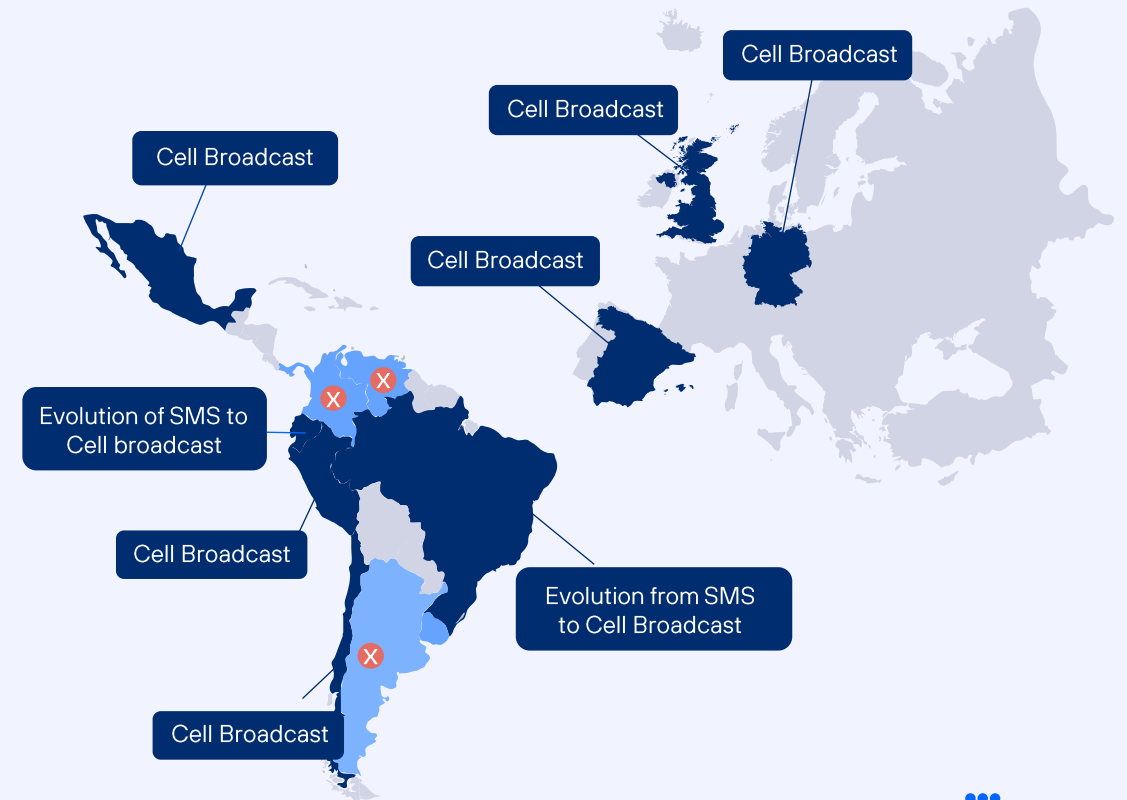 Cell Broadcast
Cell Broadcast
Cell Broadcast
Cell Broadcast
X
X
Evolution of SMS to
Cell broadcast
Cell Broadcast
Evolution from SMS
to Cell Broadcast
X
Cell Broadcast